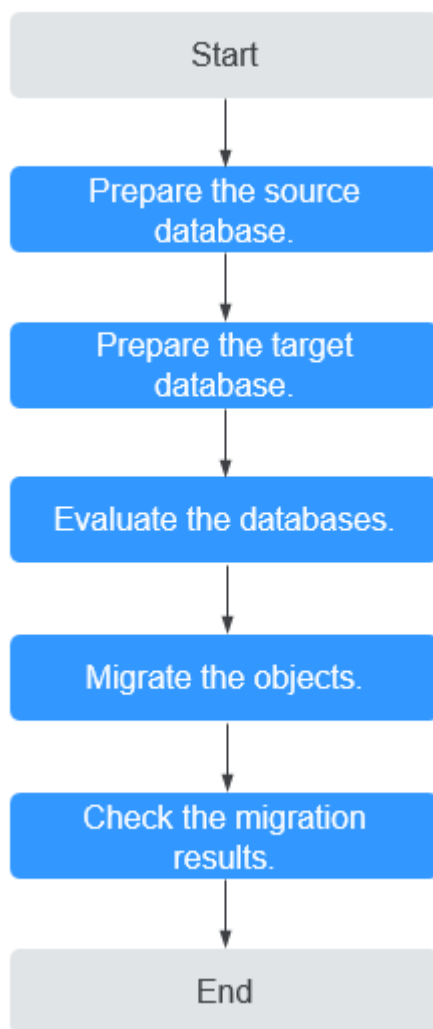 Start
Prepare the source
database.
Prepare the target
database.
Evaluate the databases.
Migrate the objects.
Check the migration
results.
End